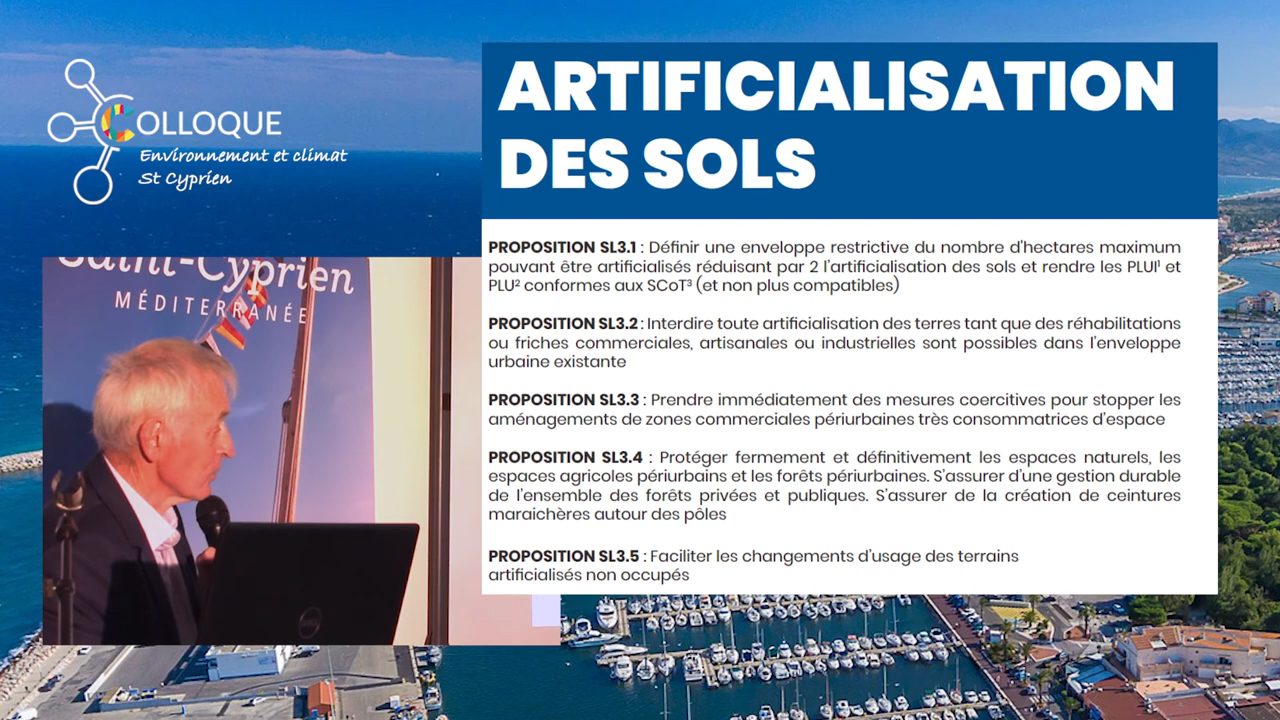 COLLOQUE
Environnement et climat
St Cyprien
ARTIFICIALISATION
DES SOLS
PROPOSITION SL3.1 : Définir une enveloppe restrictive du nombre d'hectares maximum
pouvant être artificialisés réduisant par 2 l'artificialisation des sols et rendre les PLUI¹ et
PLU² conformes aux SCoT³ (et non plus compatibles)
PROPOSITION SL3.2 : Interdire toute artificialisation des terres tant que des réhabilitations
ou friches commerciales, artisanales ou industrielles sont possibles dans l'enveloppe
urbaine existante
PROPOSITION SL3.3 : Prendre immédiatement des mesures coercitives pour stopper les
aménagements de zones commerciales périurbaines très consommatrices d'espace
PROPOSITION SL3.4 : Protéger fermement et définitivement les espaces naturels, les
espaces agricoles périurbains et les forêts périurbaines. S'assurer d'une gestion durable
de l'ensemble des forêts privées et publiques. S'assurer de la création de ceintures
maraichères autour des pôles
PROPOSITION SL3.5 : Faciliter les changements d'usage des terrains
artificialisés non occupés
Saint-Cyprien
MÉDITERRANÉE
DELL